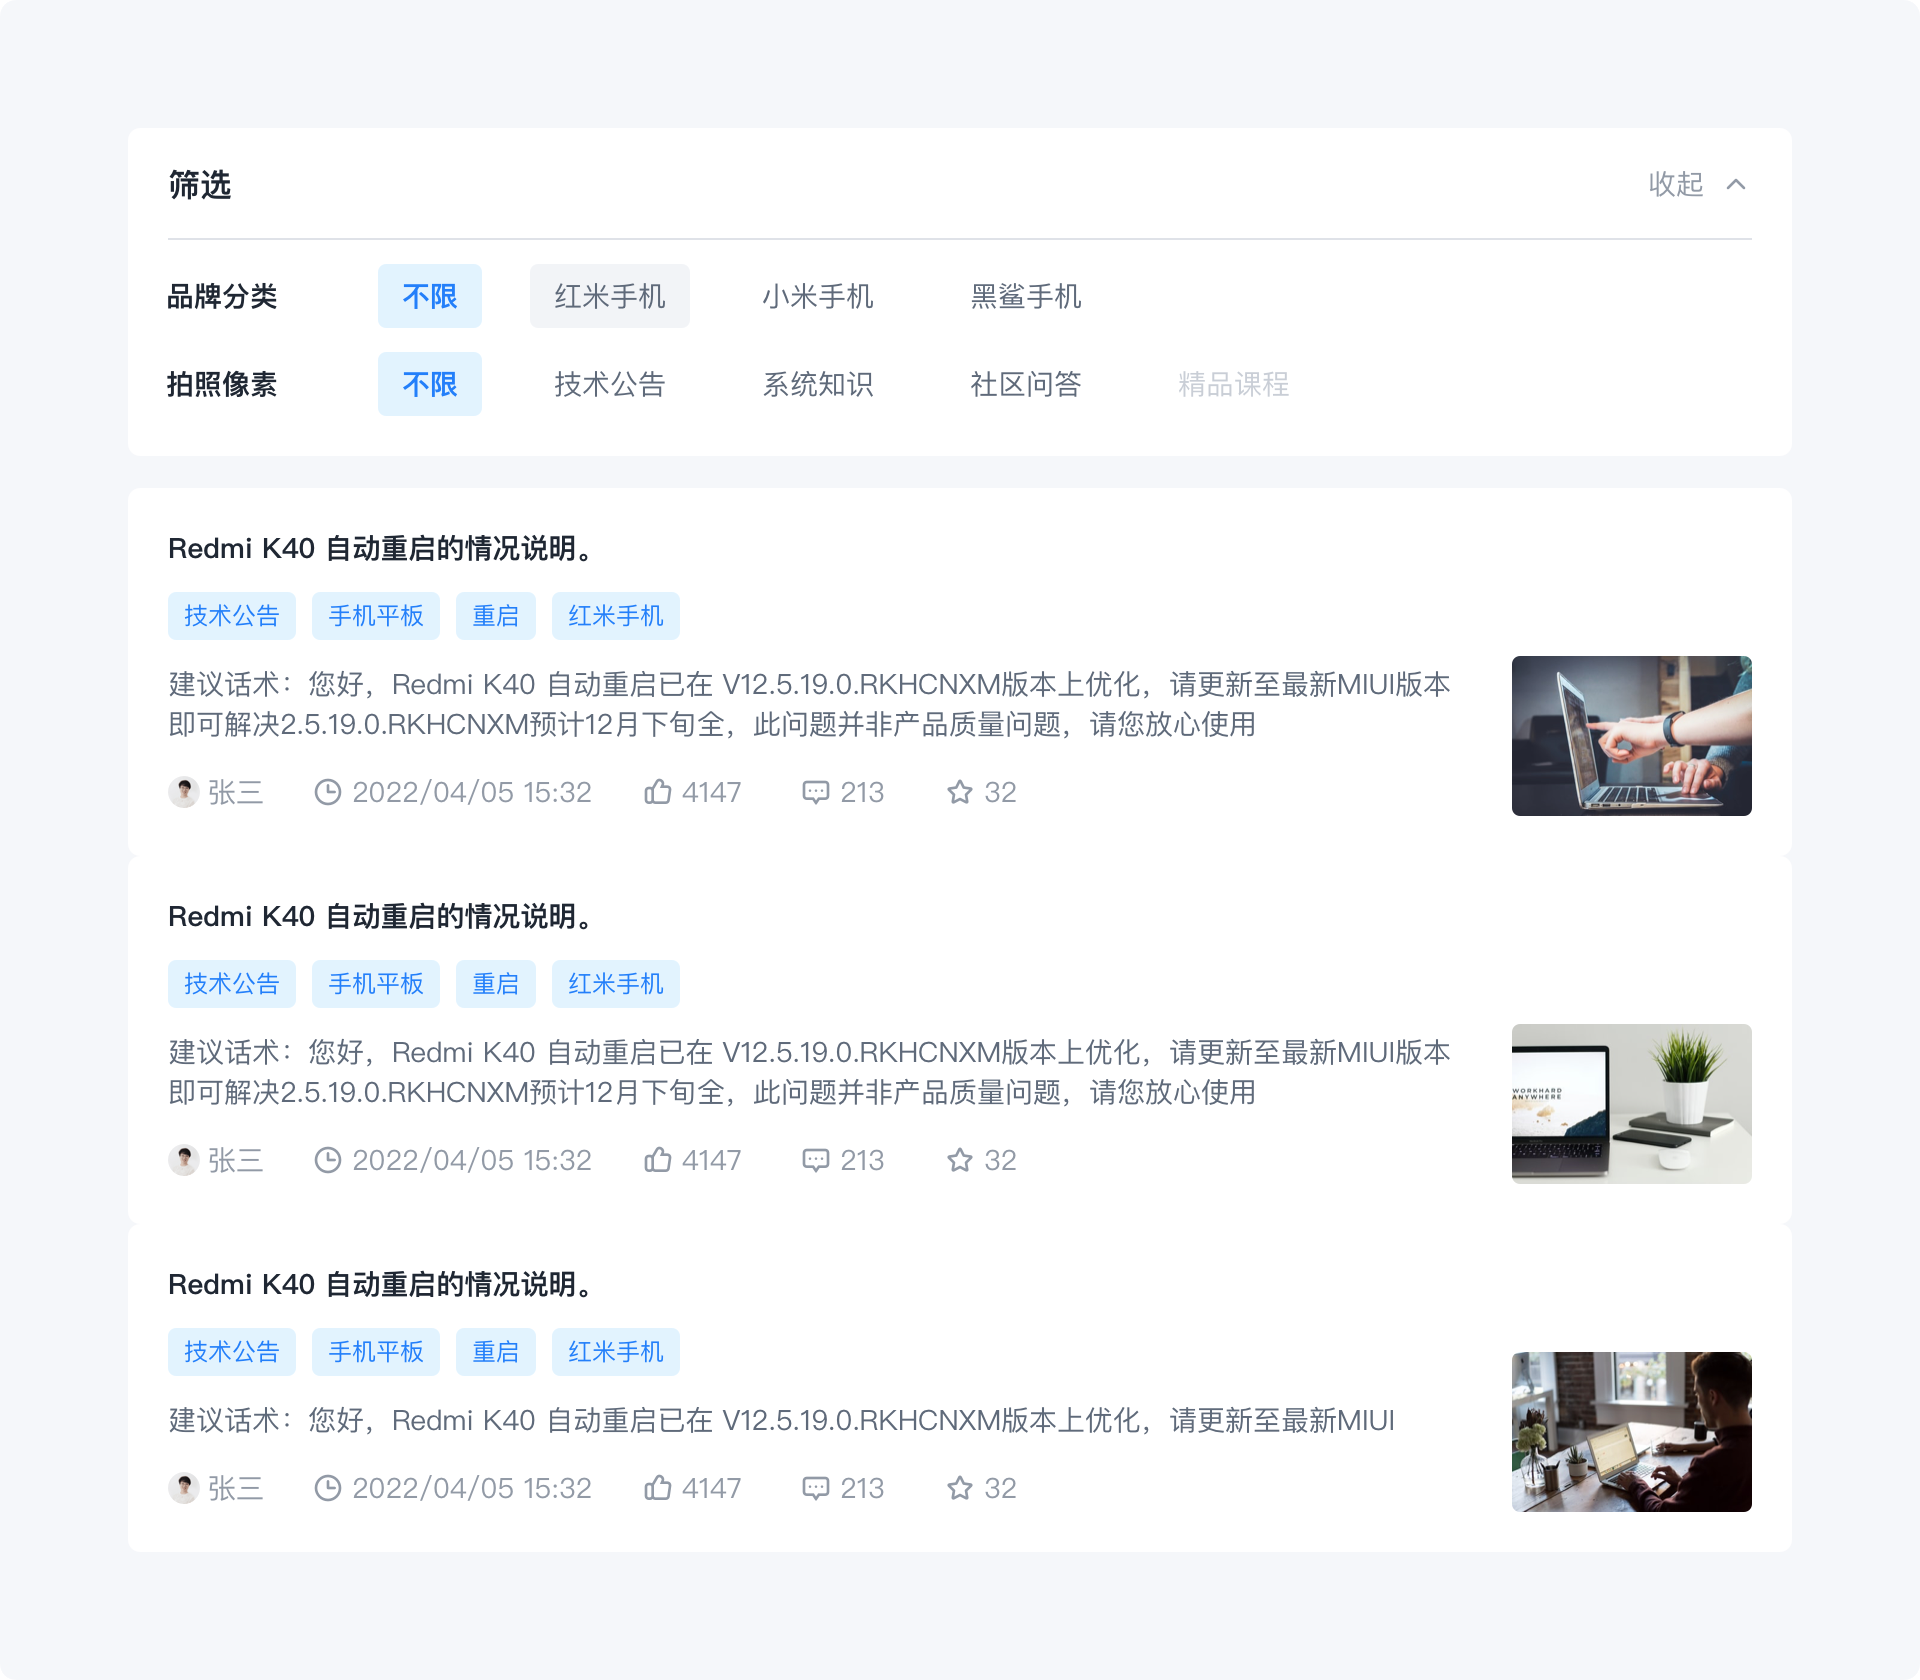 筛选
收起
品牌分类 不限 红米手机 小米手机 黑鲨手机
拍照像素 不限 技术公告 系统知识 社区问答 精品课程
Redmi K40 自动重启的情况说明。
技术公告 手机平板 重启 红米手机
建议话术：您好，Redmi K40 自动重启已在 V12.5.19.0.RKHCNXM版本上优化，请更新至最新MIUI版本
即可解决2.5.19.0.RKHCNXM预计12月下旬全，此问题并非产品质量问题，请您放心使用
张三 2022/04/05 15:32 4147 213 32
Redmi K40 自动重启的情况说明。
技术公告 手机平板 重启 红米手机
建议话术：您好，Redmi K40 自动重启已在 V12.5.19.0.RKHCNXM版本上优化，请更新至最新MIUI版本
即可解决2.5.19.0.RKHCNXM预计12月下旬全，此问题并非产品质量问题，请您放心使用
WORKHARD
ANYWHERE
张三 2022/04/05 15:32 4147 213 32
Redmi K40 自动重启的情况说明。
技术公告 手机平板 重启 红米手机
建议话术：您好，Redmi K40 自动重启已在 V12.5.19.0.RKHCNXM版本上优化，请更新至最新MIUI
张三 2022/04/05 15:32 4147 213 32